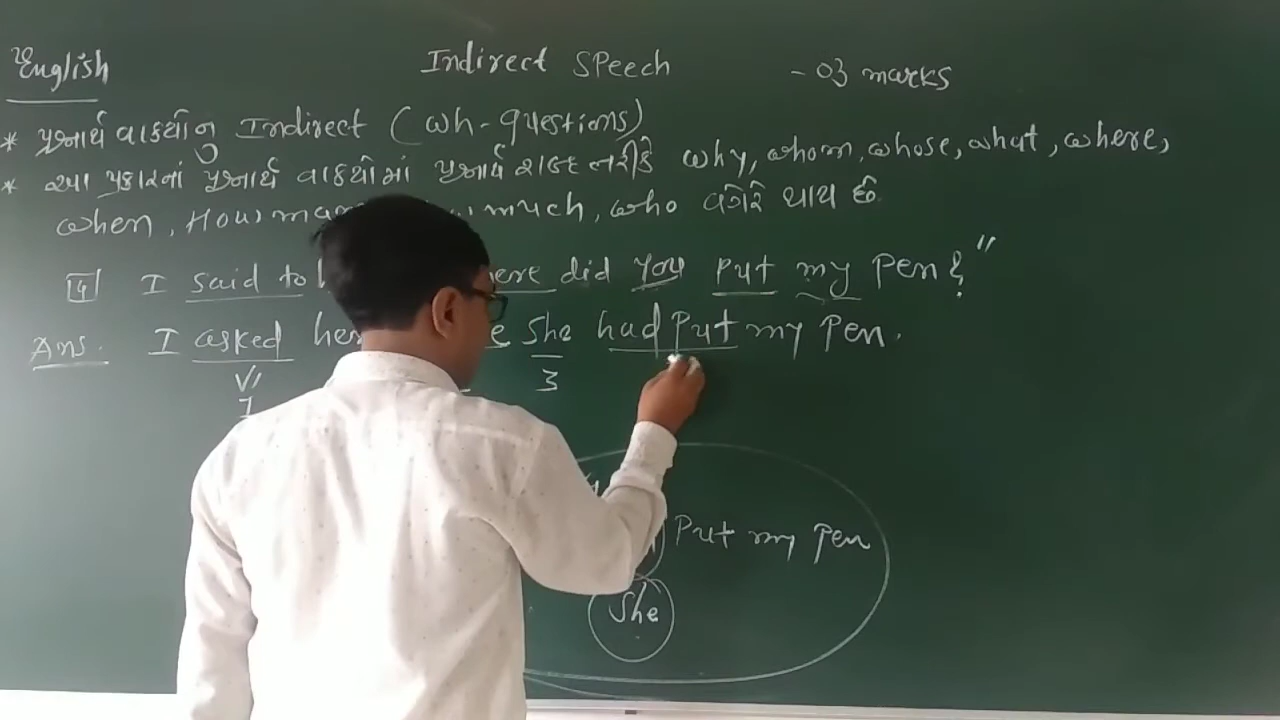 English
Indirect Speech
- 03 marks
* પ્રશ્નાર્થ વાક્યોનુ Indirect (wh-questions)
* આ પ્રકારનાં પ્રશ્નાર્થ વાક્યોમાં પ્રશ્નાર્થ શબ્દ તરીકે why, whom, whose, what, where,
when, How much, who વગેરે થાય છે
[4] I said to did you put my pen?"
Ans. I asked her she had put my pen.
3
1
Put my pen
She